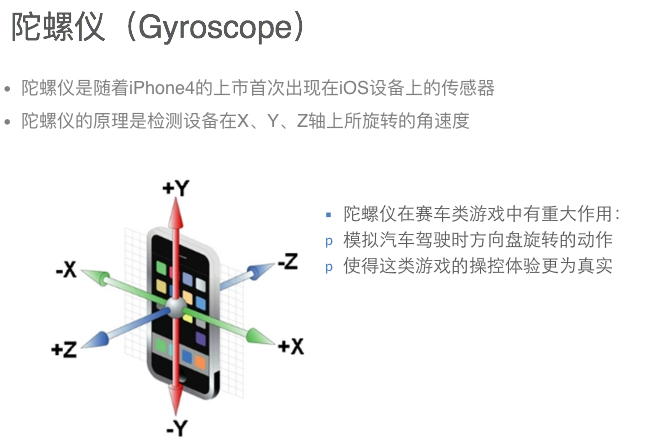 陀螺仪（Gyroscope）
• 陀螺仪是随着iPhone4的上市首次出现在iOS设备上的传感器
• 陀螺仪的原理是检测设备在X、Y、Z轴上所旋转的角速度
+Y
▪ 陀螺仪在赛车类游戏中有重大作用：
p 模拟汽车驾驶时方向盘旋转的动作
p 使得这类游戏的操控体验更为真实
-X
-Z
+Z
+X
-Y